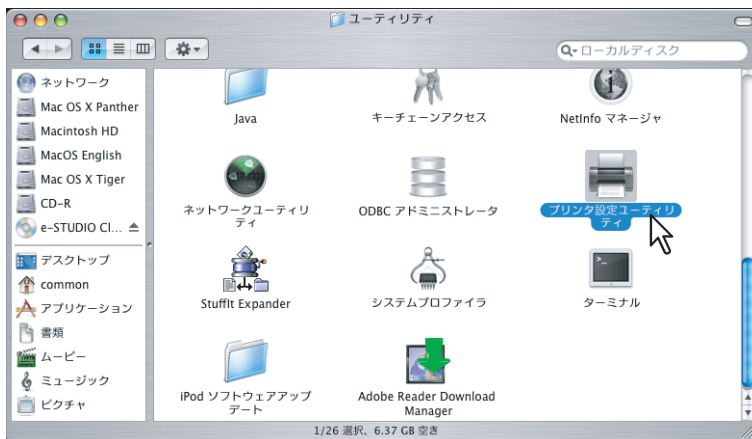 ユーティリティ
ローカルディスク
ネットワーク
Mac OS X Panther
Macintosh HD
MacOS English
Mac OS X Tiger
CD-R
e-STUDIO Cl...
デスクトップ
common
アプリケーション
書類
ムービー
ミュージック
ピクチャ
Java
キーチェーンアクセス
NetInfo マネージャ
ネットワークユーティリ
ティ
ODBC アドミニストレータ
プリンタ設定ユーティリ
ティ
StuffIt Expander
システムプロファイラ
ターミナル
iPod ソフトウェアアップ
デート
Adobe Reader Download
Manager
1/26 選択、6.37 GB 空き